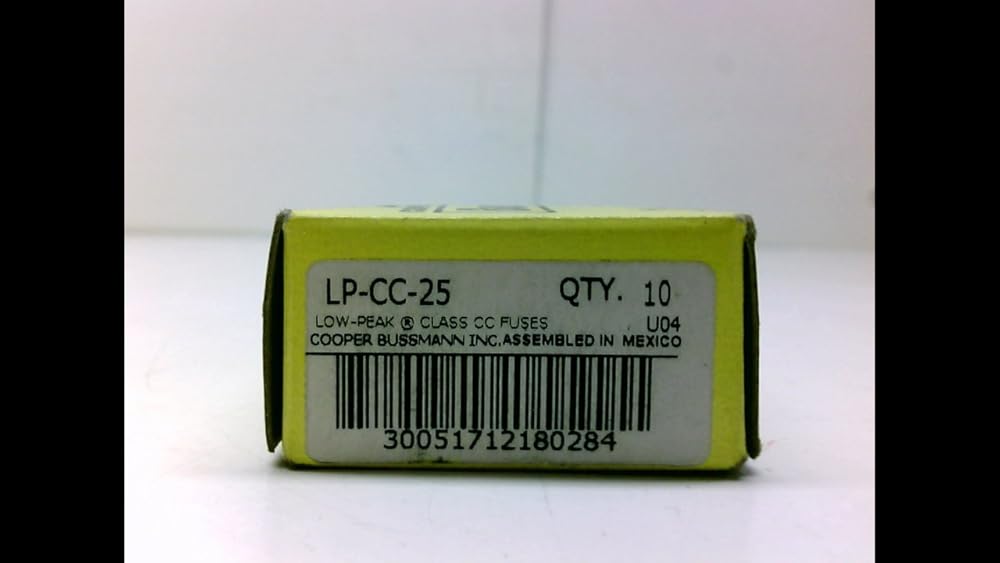 LP-CC-25 QTY. 10
LOW-PEAK ® CLASS CC FUSES U04
COOPER BUSSMANN INC. ASSEMBLED IN MEXICO
30051712180284